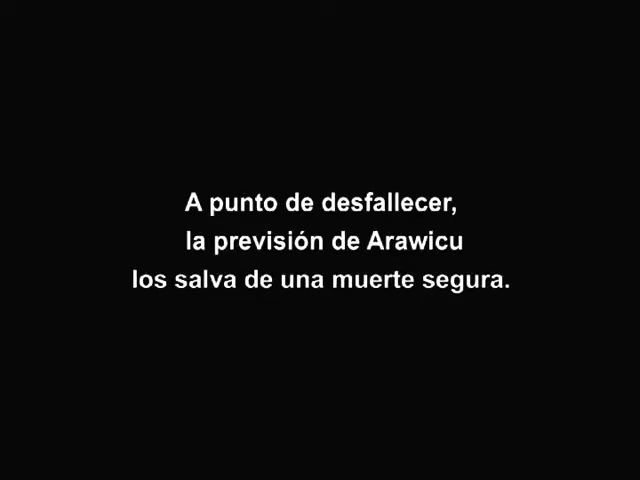 A punto de desfallecer,
la previsión de Arawicu
los salva de una muerte segura.